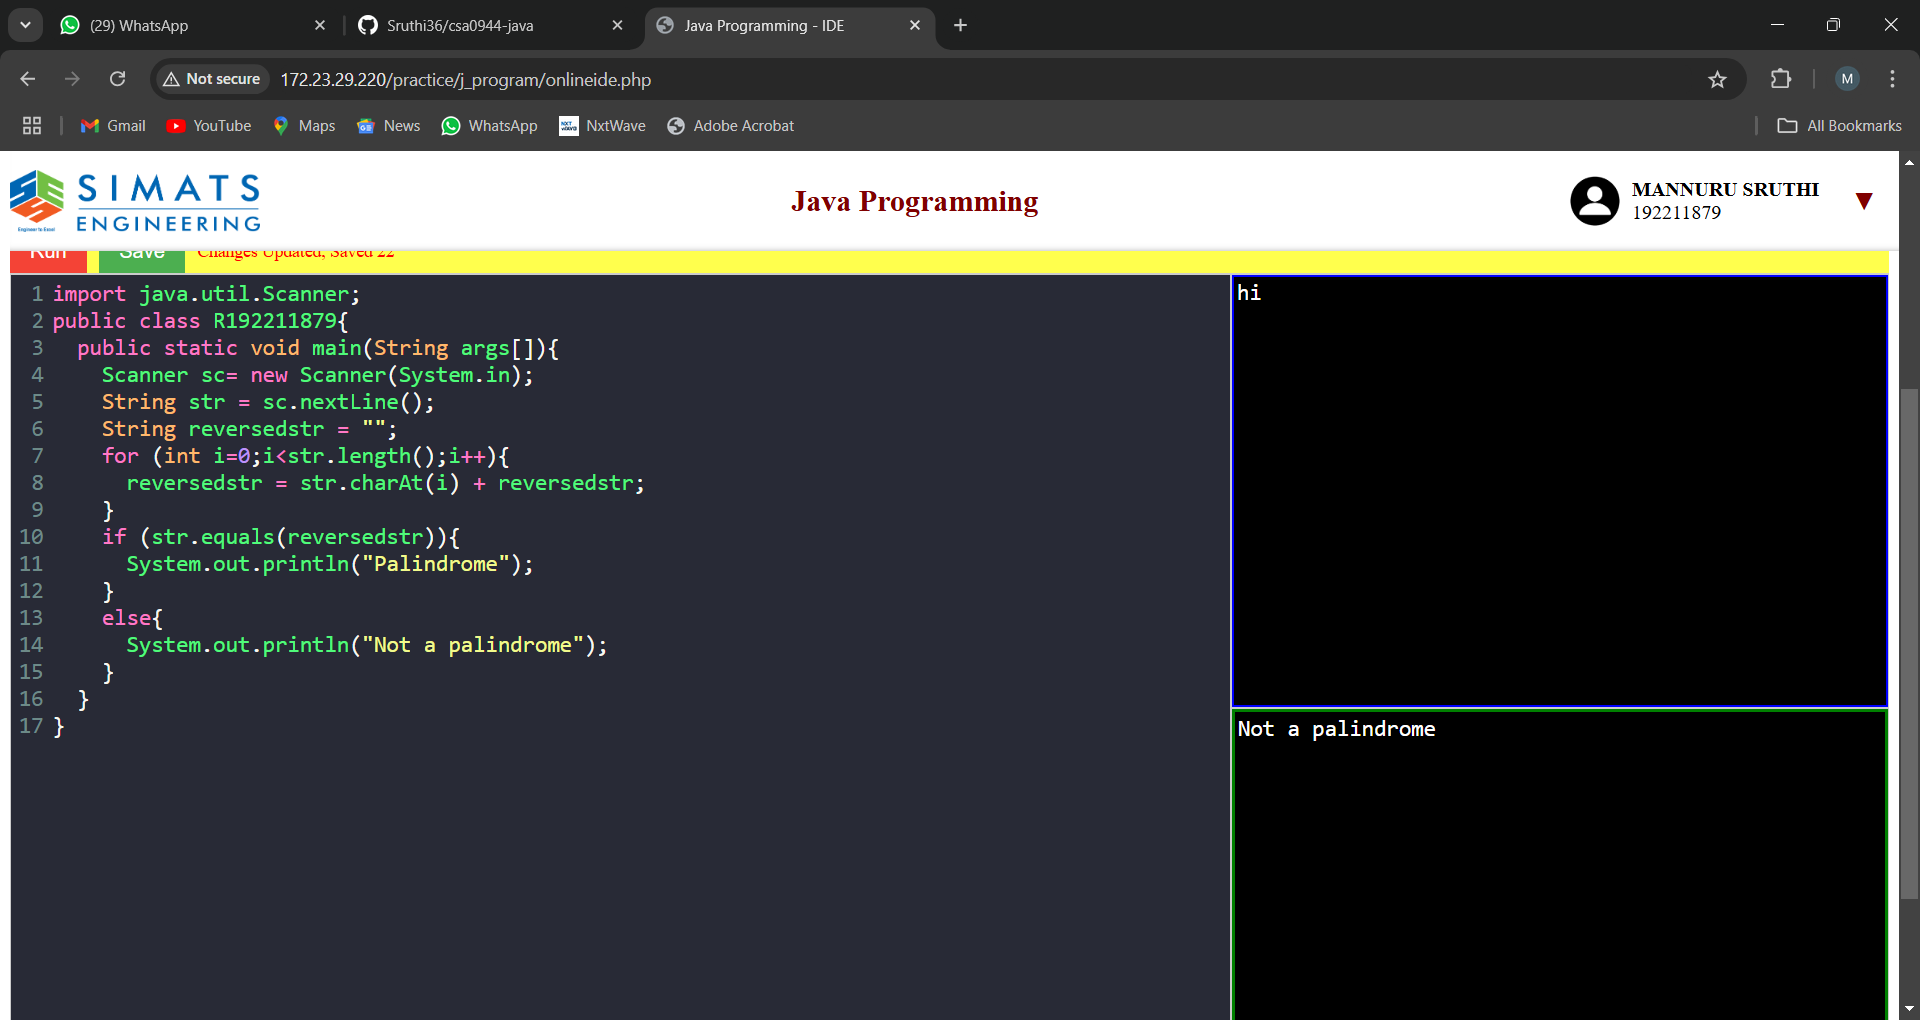 (29) WhatsApp
Sruthi36/csa0944-java
Java Programming - IDE
Not secure
172.23.29.220/practice/j_program/onlineide.php
M
Gmail
YouTube
Maps
News
WhatsApp
NxtWave
Adobe Acrobat
All Bookmarks
SIMATS
ENGINEERING
Engineer to Excel
Java Programming
MANNURU SRUTHI
192211879
Run
Save
Changes Updated, Saved 22
1 import java.util.Scanner;
2 public class R192211879{
3   public static void main(String args[]){
4     Scanner sc= new Scanner(System.in);
5     String str = sc.nextLine();
6     String reversedstr = "";
7     for (int i=0;i<str.length();i++){
8       reversedstr = str.charAt(i) + reversedstr;
9     }
10     if (str.equals(reversedstr)){
11       System.out.println("Palindrome");
12     }
13     else{
14       System.out.println("Not a palindrome");
15     }
16   }
17 }
hi
Not a palindrome